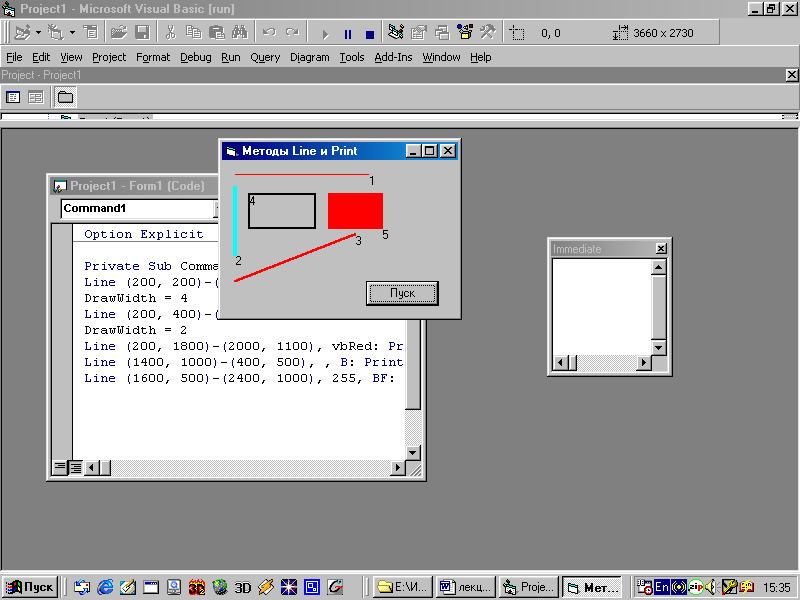 Project1 - Microsoft Visual Basic [run]
0, 0
3660 x 2730
File Edit View Project Format Debug Run Query Diagram Tools Add-Ins Window Help
Project - Project1
Методы Line и Print
1
4
5
3
2
Пуск
Project1 - Form1 (Code)
Command1
Option Explicit
Private Sub Comma
Line (200, 200)-(
DrawWidth = 4
Line (200, 400)-(
DrawWidth = 2
Line (200, 1800)-(2000, 1100), vbRed: Pr
Line (1400, 1000)-(400, 500), , B: Print
Line (1600, 500)-(2400, 1000), 255, BF:
Immediate
Пуск
3D
3D
E:\И...
лекц...
Proje...
Мет...
En
zip
15:35